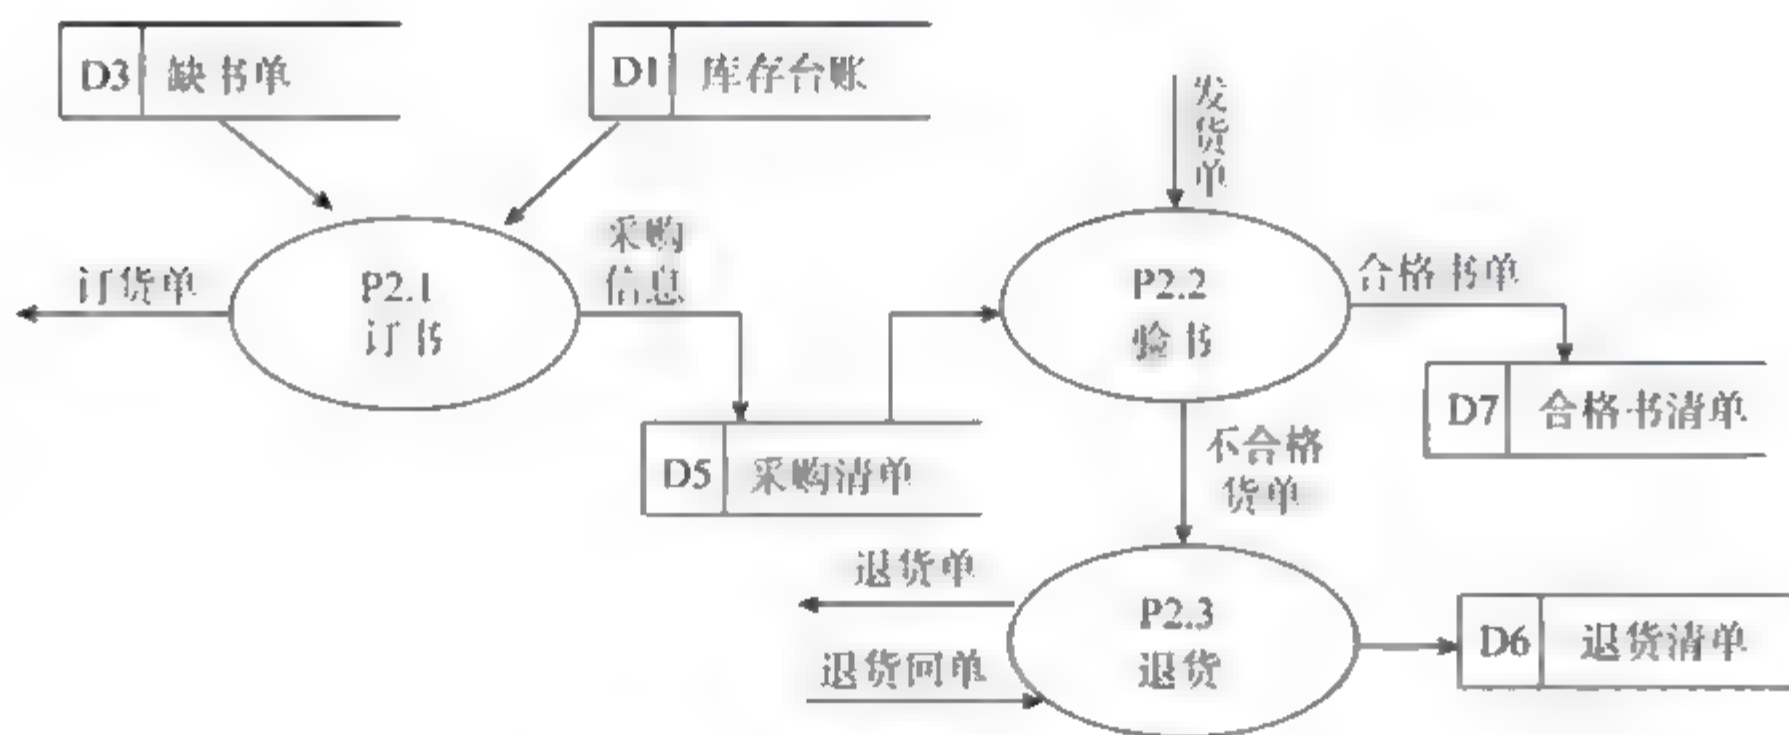 D3 缺书单
D1 库存台账
发货单
订货单
P2.1
订书
采购
信息
P2.2
验书
合格书单
D7 合格书清单
D5 采购清单
不合格
货单
退货单
P2.3
退货
退货回单
D6 退货清单